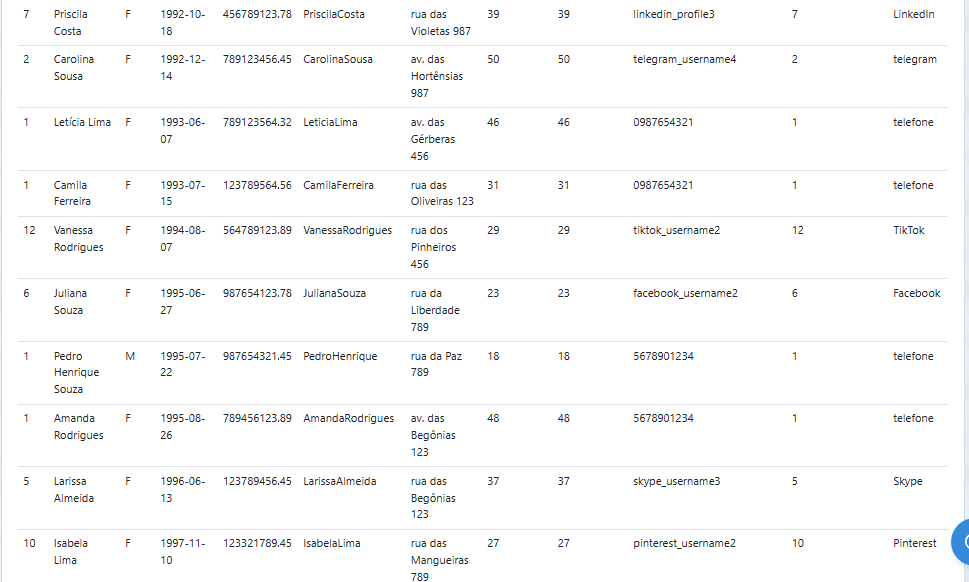 7 Priscila F 1992-10- 456789123.78 PriscilaCosta rua das 39 39 linkedin_profile3 7 LinkedIn
Costa 18 Violetas 987
2 Carolina F 1992-12- 789123456.45 CarolinaSousa av. das 50 50 telegram_username4 2 telegram
Sousa 14 Hortênsias
987
1 Letícia Lima F 1993-06- 789123564.32 LeticiaLima av. das 46 46 0987654321 1 telefone
07 Gérberas
456
1 Camila F 1993-07- 123789564.56 CamilaFerreira rua das 31 31 0987654321 1 telefone
Ferreira 15 Oliveiras 123
12 Vanessa F 1994-08- 564789123.89 VanessaRodrigues rua dos 29 29 tiktok_username2 12 TikTok
Rodrigues 07 Pinheiros
456
6 Juliana F 1995-06- 987654123.78 JulianaSouza rua da 23 23 facebook_username2 6 Facebook
Souza 27 Liberdade
789
1 Pedro M 1995-07- 987654321.45 PedroHenrique rua da Paz 18 18 5678901234 1 telefone
Henrique 22 789
Souza
1 Amanda F 1995-08- 789456123.89 AmandaRodrigues av. das 48 48 5678901234 1 telefone
Rodrigues 26 Begônias
123
5 Larissa F 1996-06- 123789456.45 LarissaAlmeida rua das 37 37 skype_username3 5 Skype
Almeida 13 Begônias
123
10 Isabela F 1997-11- 123321789.45 IsabelaLima rua das 27 27 pinterest_username2 10 Pinterest
Lima 10 Mangueiras
789